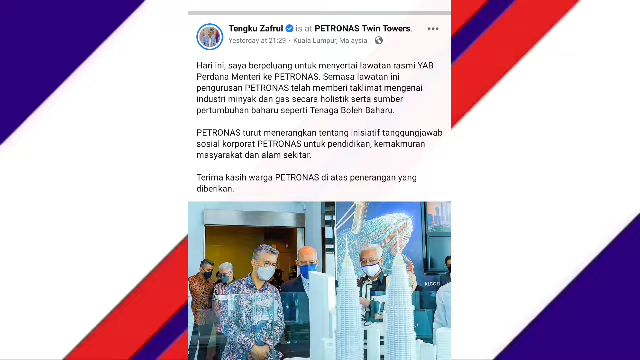 Tengku Zafrul is at PETRONAS Twin Towers.
Yesterday at 21:29 · Kuala Lumpur, Malaysia ·
Hari ini, saya berpeluang untuk menyertai lawatan rasmi YAB
Perdana Menteri ke PETRONAS. Semasa lawatan ini
pengurusan PETRONAS telah memberi taklimat mengenai
industri minyak dan gas secara holistik serta sumber
pertumbuhan baharu seperti Tenaga Boleh Baharu.
PETRONAS turut menerangkan tentang inisiatif tanggungjawab
sosial korporat PETRONAS untuk pendidikan, kemakmuran
masyarakat dan alam sekitar.
Terima kasih warga PETRONAS di atas penerangan yang
diberikan.